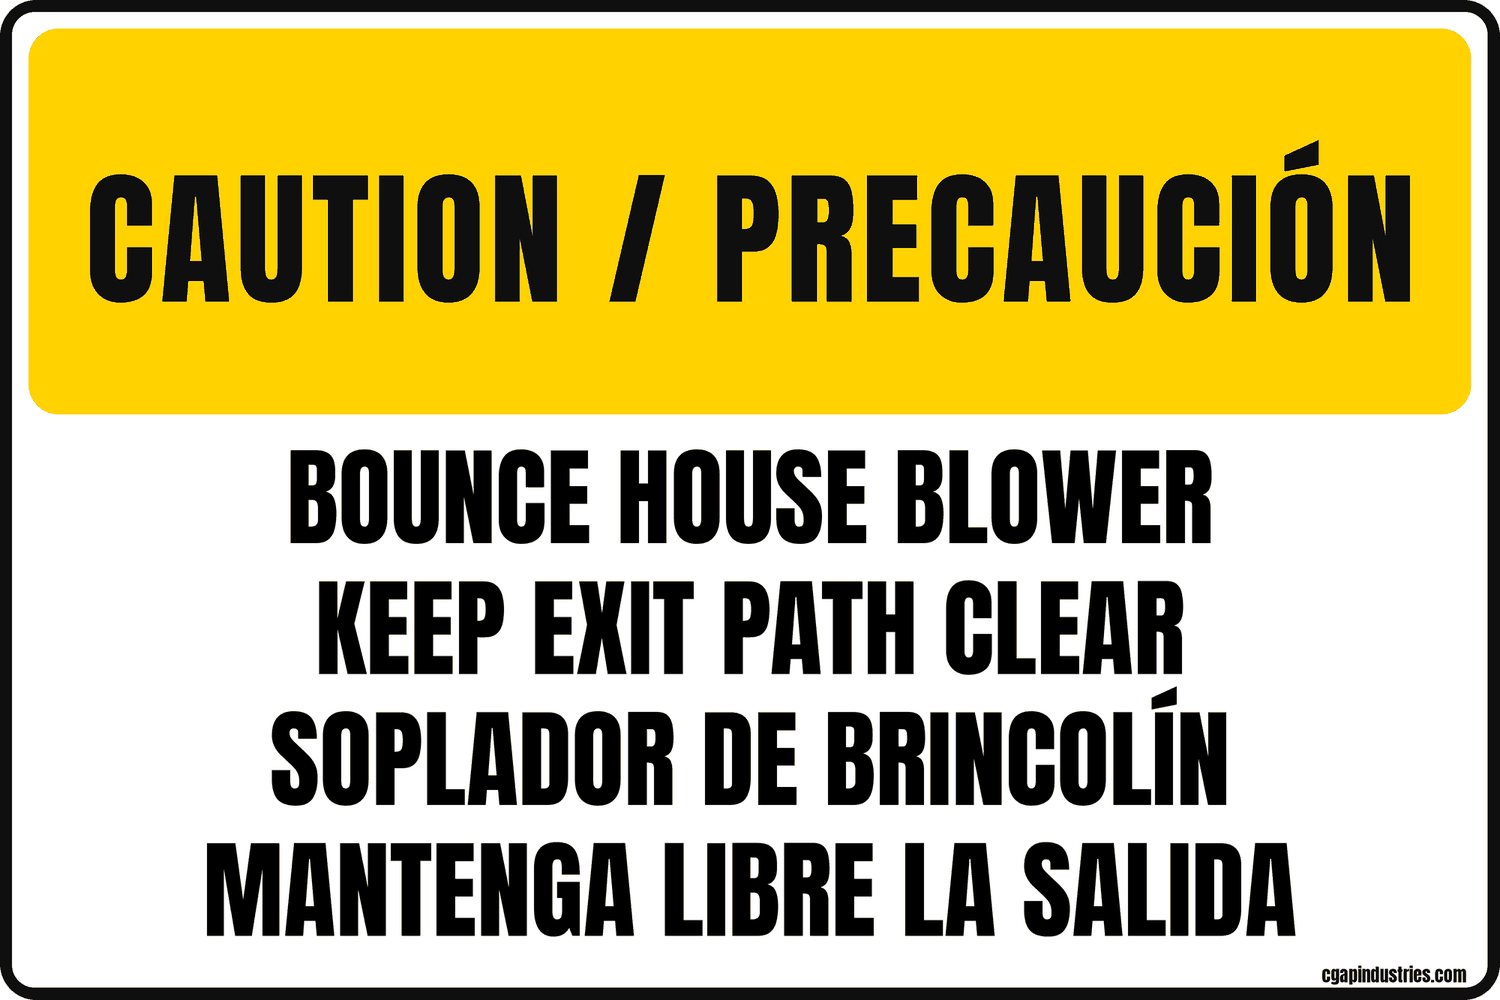 CAUTION / PRECAUCIÓN
BOUNCE HOUSE BLOWER
KEEP EXIT PATH CLEAR
SOPLADOR DE BRINCOLÍN
MANTENGA LIBRE LA SALIDA
cgapindustries.com